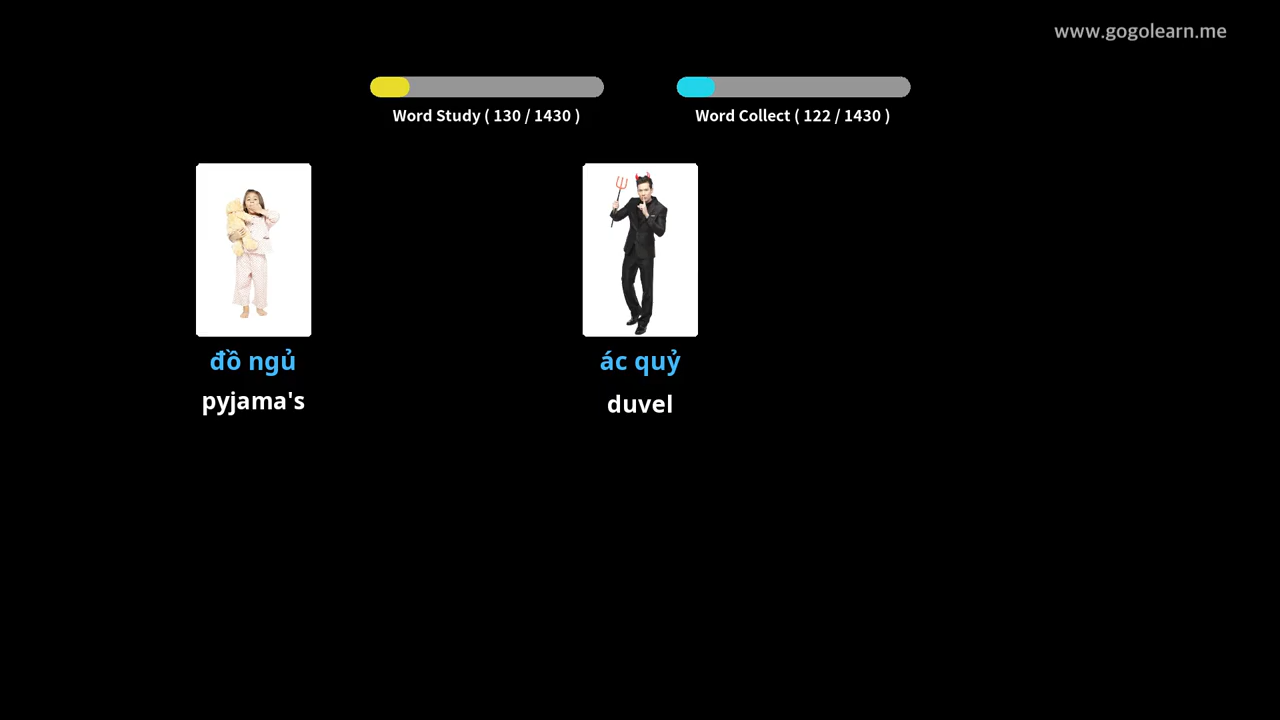 www.gogolearn.me
Word Study ( 130 / 1430 )
Word Collect ( 122 / 1430 )
đồ ngủ
pyjama's
ác quỷ
duvel